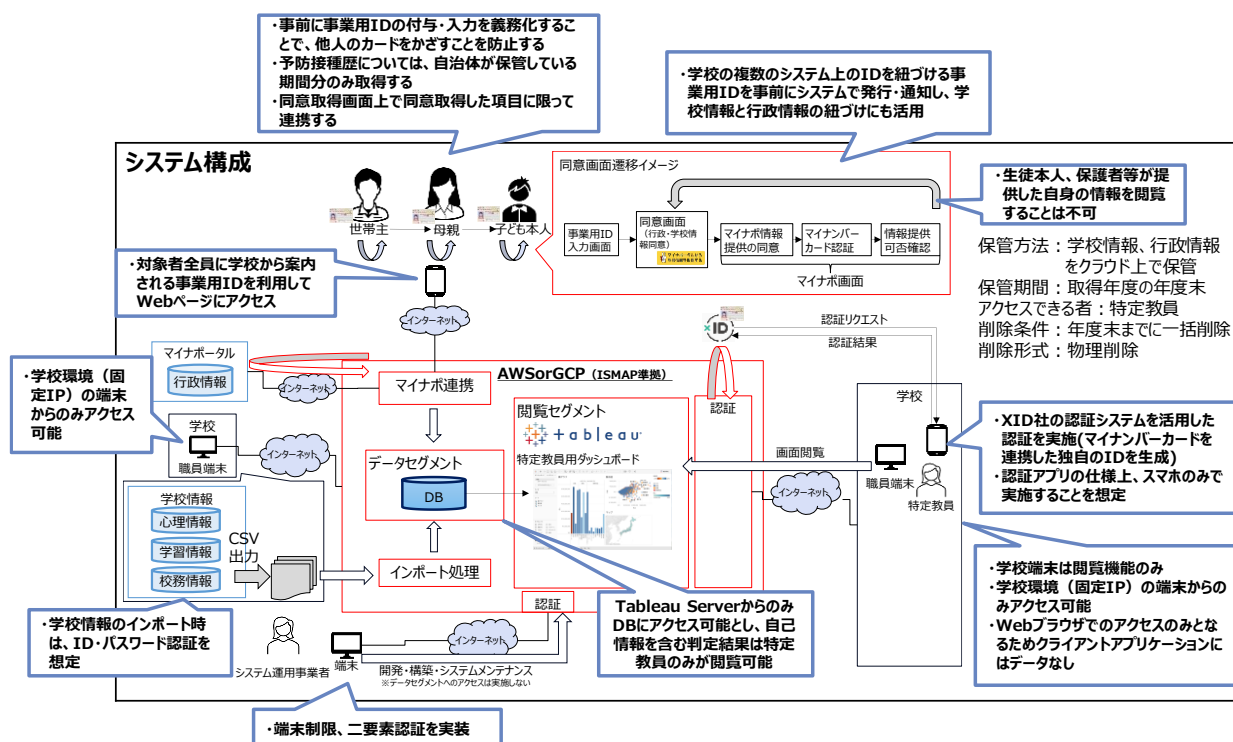 ・事前に事業用IDの付与・入力を義務化するこ
とで、他人のカードをかざすことを防止する
・予防接種歴については、自治体が保管している
期間分のみ取得する
・同意取得画面上で同意取得した項目に限って
連携する
・学校の複数のシステム上のIDを紐づける事
業用IDを事前にシステムで発行・通知し、学
校情報と行政情報の紐づけにも活用
システム構成
世帯主
母親
子ども本人
同意画面遷移イメージ
事業用ID
入力画面
同意画面
（行政・学校情
報同意）
マイナポ情報
提供の同意
マイナンバー
カード認証
情報提供
可否確認
マイナポ画面
・生徒本人、保護者等が提
供した自身の情報を閲覧
することは不可
保管方法：学校情報、行政情報
をクラウド上で保管
保管期間：取得年度の年度末
アクセスできる者：特定教員
削除条件：年度末までに一括削除
削除形式：物理削除
・対象者全員に学校から案内
される事業用IDを利用して
Webページにアクセス
インターネット
xID
認証リクエスト
認証結果
マイナポータル
行政情報
インターネット
マイナポ連携
AWSorGCP（ISMAP準拠）
・学校環境（固
定IP）の端末
からのみアクセス
可能
学校
職員端末
インターネット
データセグメント
DB
閲覧セグメント
+ a b l e a u
特定教員用ダッシュボード
認証
画面閲覧
インターネット
学校
職員端末
特定教員
・XID社の認証システムを活用した
認証を実施(マイナンバーカードを
連携した独自のIDを生成)
・認証アプリの仕様上、スマホのみで
実施することを想定
学校情報
心理情報
学習情報
校務情報
CSV
出力
インポート処理
・学校情報のインポート時
は、ID・パスワード認証を
想定
認証
インターネット
システム運用事業者
端末
開発・構築・システムメンテナンス
※データセグメントへのアクセスは実施しない
Tableau Serverからのみ
DBにアクセス可能とし、自己
情報を含む判定結果は特定
教員のみが閲覧可能
・学校端末は閲覧機能のみ
・学校環境（固定IP）の端末からの
みアクセス可能
・Webブラウザでのアクセスのみとな
るためクライアントアプリケーションに
はデータなし
・端末制限、二要素認証を実装